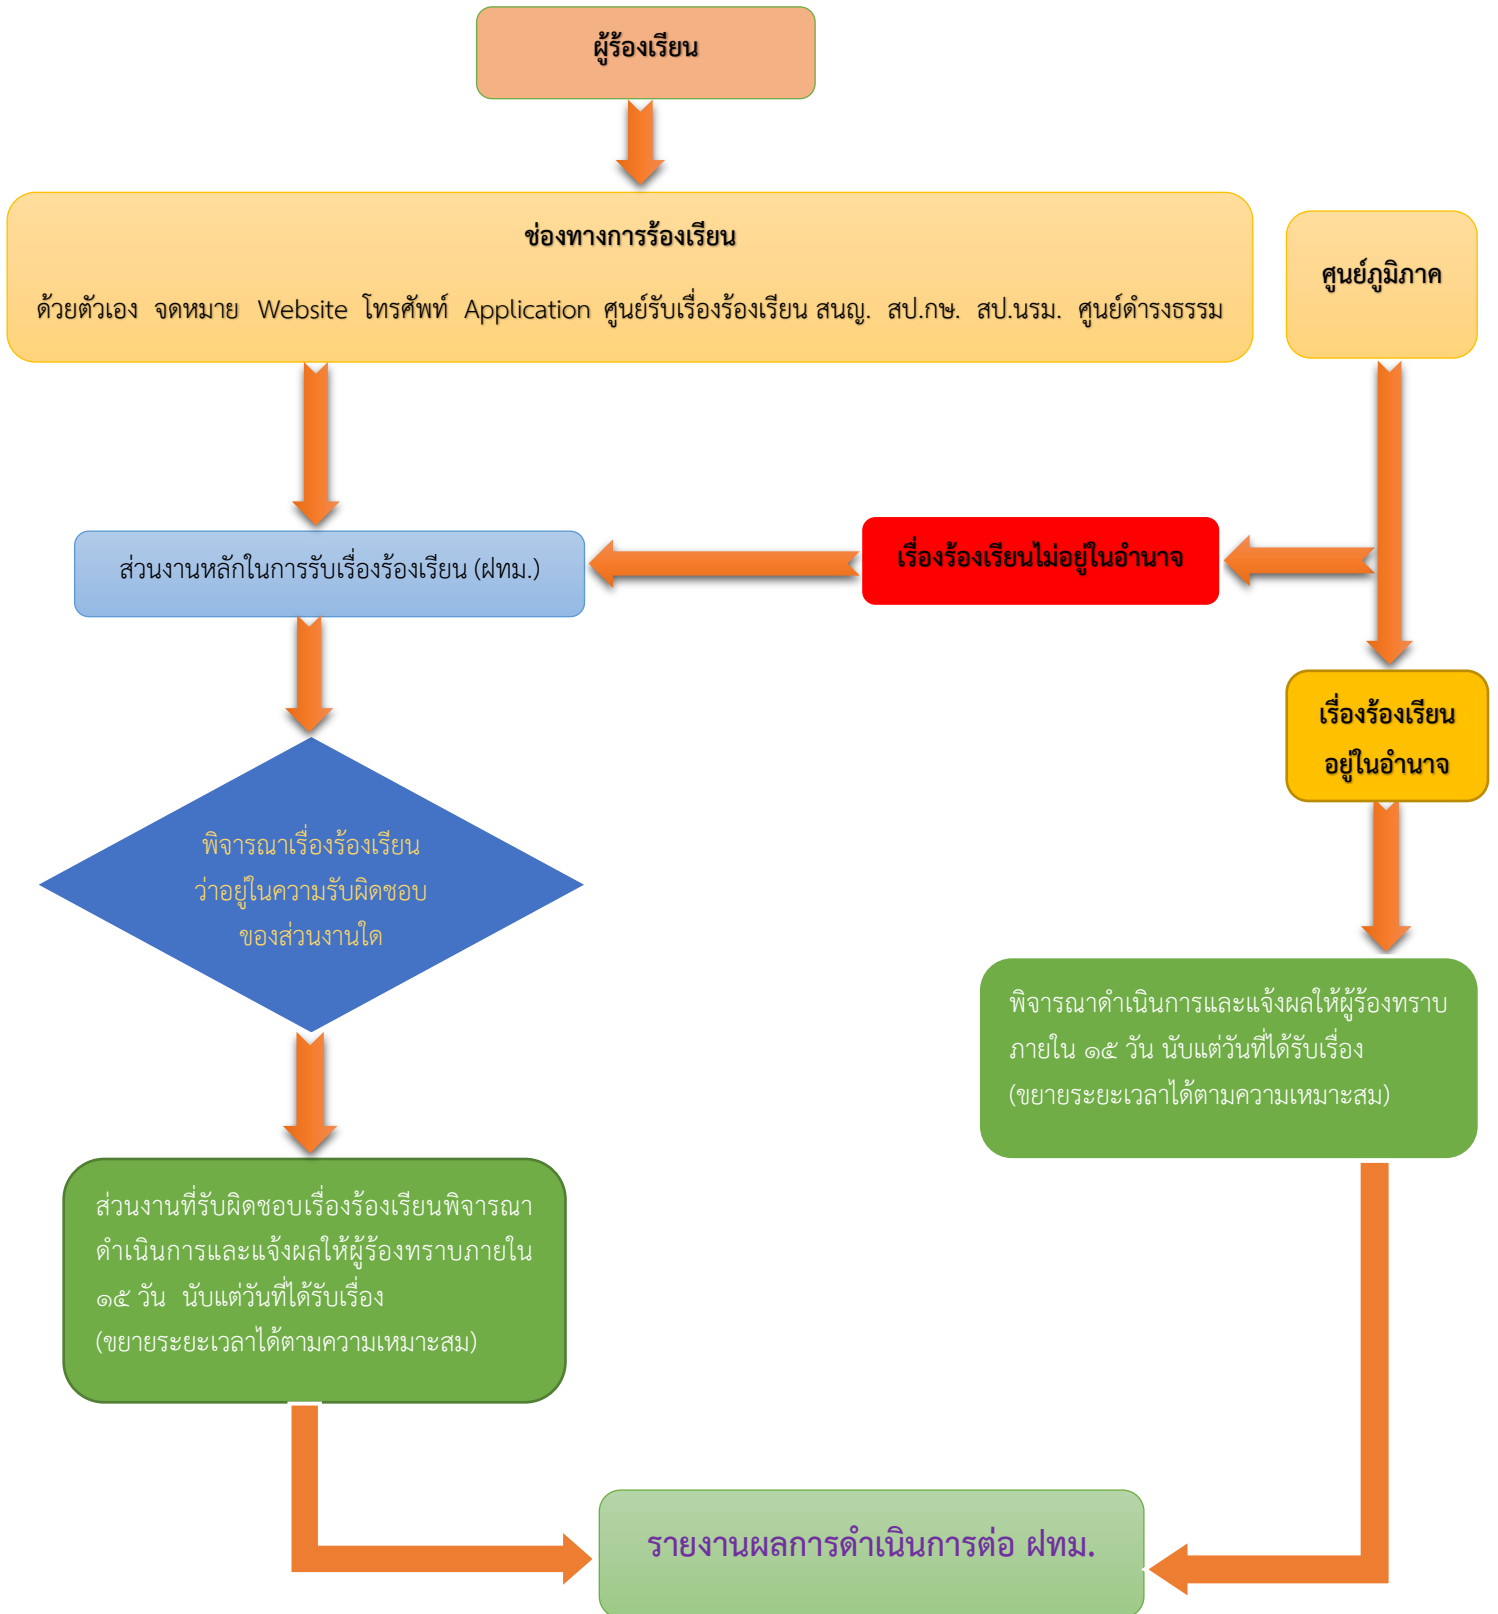 ผู้ร้องเรียน
ช่องทางการร้องเรียน
ด้วยตัวเอง จดหมาย Website โทรศัพท์ Application ศูนย์รับเรื่องร้องเรียน สนญ. สป.กษ. สป.นรม. ศูนย์ดำรงธรรม
ศูนย์ภูมิภาค
ส่วนงานหลักในการรับเรื่องร้องเรียน (ฝทม.)
เรื่องร้องเรียนไม่อยู่ในอำนาจ
เรื่องร้องเรียน
อยู่ในอำนาจ
พิจารณาเรื่องร้องเรียน
ว่าอยู่ในความรับผิดชอบ
ของส่วนงานใด
พิจารณาดำเนินการและแจ้งผลให้ผู้ร้องทราบ
ภายใน ๑๕ วัน นับแต่วันที่ได้รับเรื่อง
(ขยายระยะเวลาได้ตามความเหมาะสม)
ส่วนงานที่รับผิดชอบเรื่องร้องเรียนพิจารณา
ดำเนินการและแจ้งผลให้ผู้ร้องทราบภายใน
๑๕ วัน นับแต่วันที่ได้รับเรื่อง
(ขยายระยะเวลาได้ตามความเหมาะสม)
รายงานผลการดำเนินการต่อ ฝทม.